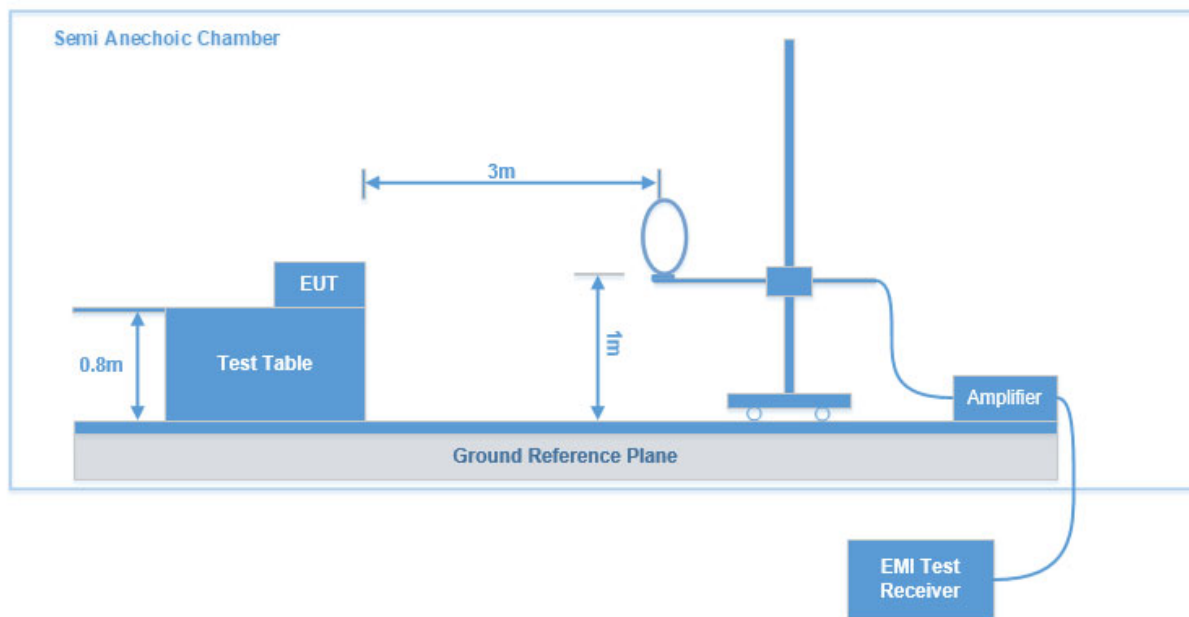 Semi Anechoic Chamber
3m
EUT
1m
0.8m
Test Table
Amplifier
Ground Reference Plane
EMI Test
Receiver